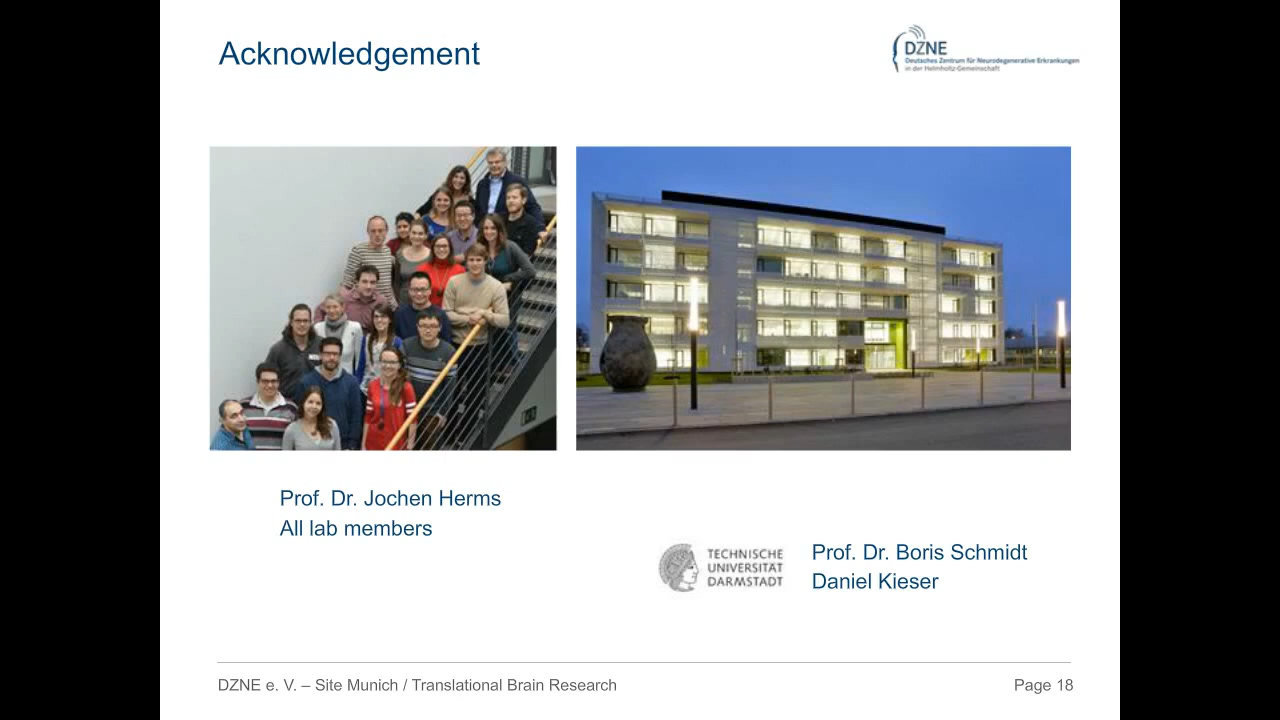 Acknowledgement
DZNE
Deutsches Zentrum für Neurodegenerative Erkrankungen
in der Helmholtz-Gemeinschaft
Prof. Dr. Jochen Herms
All lab members
TECHNISCHE
UNIVERSITÄT
DARMSTADT
Prof. Dr. Boris Schmidt
Daniel Kieser
DZNE e. V. – Site Munich / Translational Brain Research
Page 18